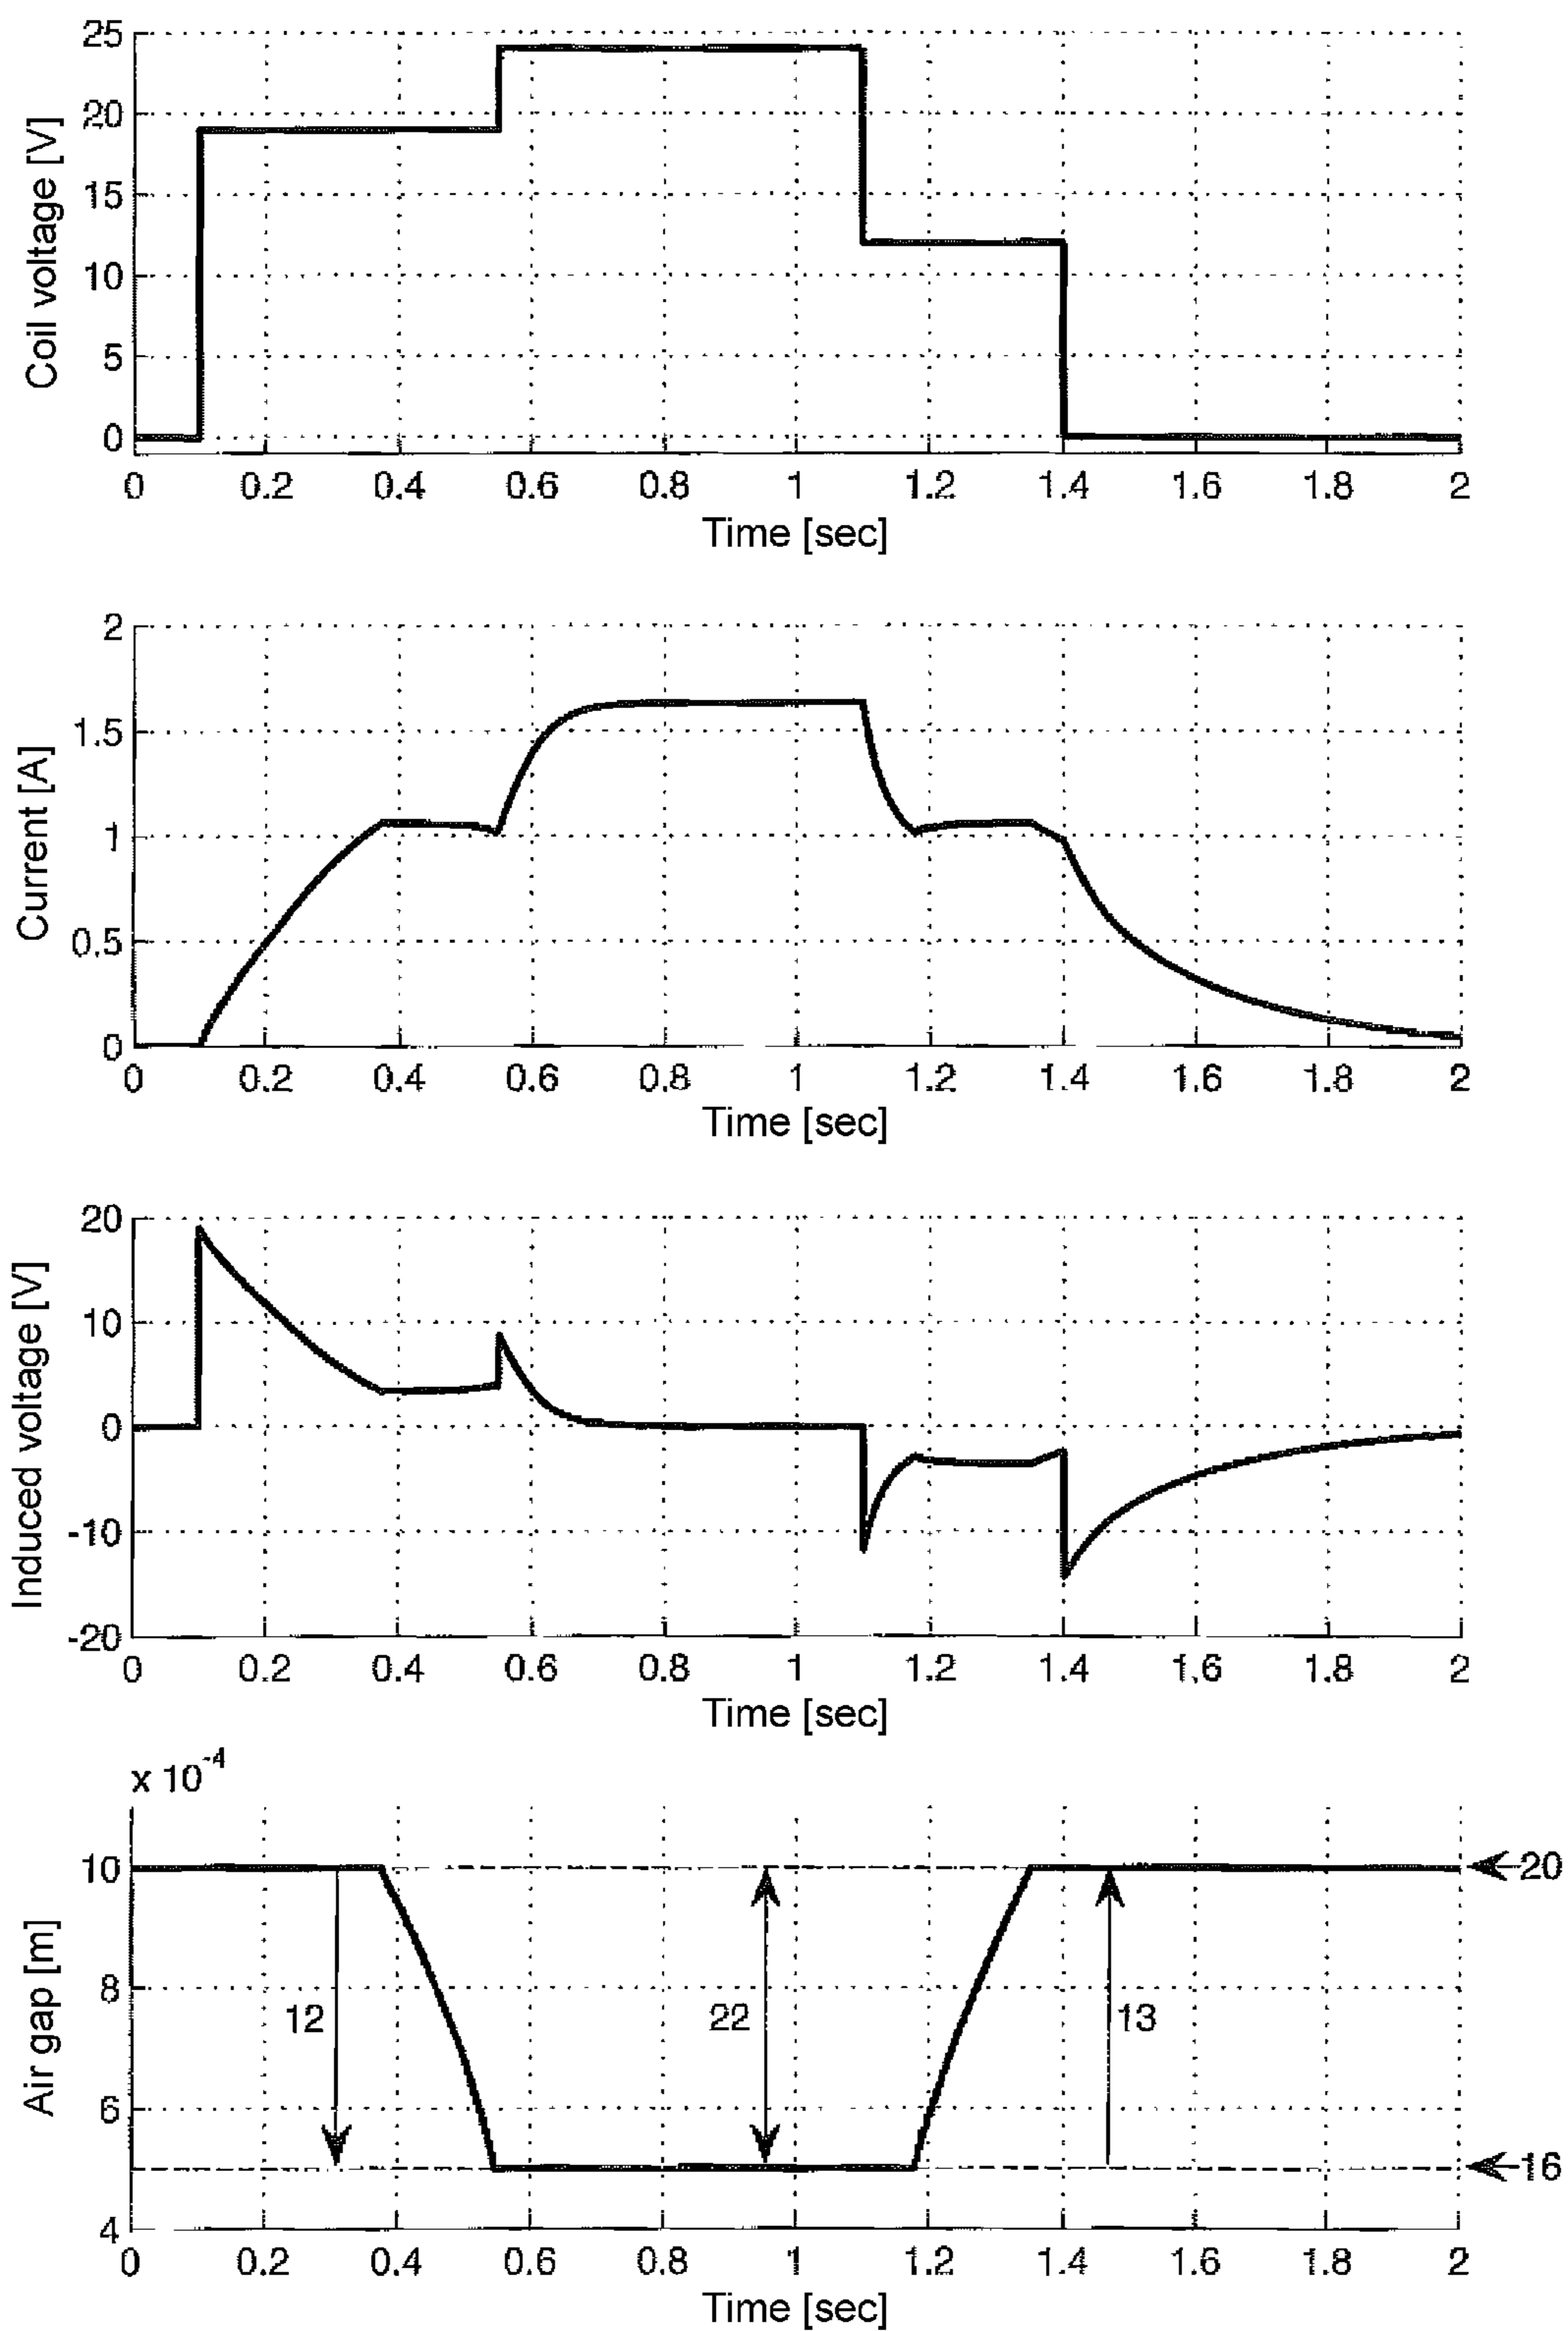 Coil voltage [V]
25
20
15
10
5
0
0 0.2 0.4 0.6 0.8 1 1.2 1.4 1.6 1.8 2
Time [sec]
Current [A]
2
1.5
1
0.5
0
0 0.2 0.4 0.6 0.8 1 1.2 1.4 1.6 1.8 2
Time [sec]
Induced voltage [V]
20
10
0
-10
-20
0 0.2 0.4 0.6 0.8 1 1.2 1.4 1.6 1.8 2
Time [sec]
x 10-4
Air gap [m]
10
8
6
4
12
22
13
20
16
0 0.2 0.4 0.6 0.8 1 1.2 1.4 1.6 1.8 2
Time [sec]